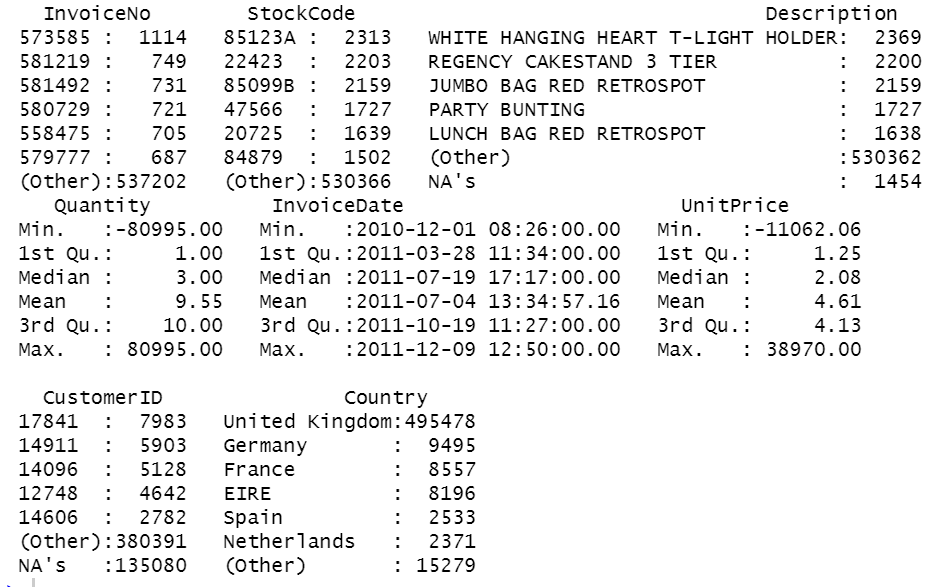 InvoiceNo        StockCode                                  Description
573585 :  1114   85123A :  2313   WHITE HANGING HEART T-LIGHT HOLDER:  2369
581219 :   749   22423  :  2203   REGENCY CAKESTAND 3 TIER          :  2200
581492 :   731   85099B :  2159   JUMBO BAG RED RETROSPOT           :  2159
580729 :   721   47566  :  1727   PARTY BUNTING                     :  1727
558475 :   705   20725  :  1639   LUNCH BAG RED RETROSPOT           :  1638
579777 :   687   84879  :  1502   (Other)                           :530362
(Other):537202   (Other):530366   NA's                              :  1454
   Quantity          InvoiceDate                       UnitPrice
Min.   :-80995.00   Min.   :2010-12-01 08:26:00.00   Min.   :-11062.06
1st Qu.:     1.00   1st Qu.:2011-03-28 11:34:00.00   1st Qu.:     1.25
Median :     3.00   Median :2011-07-19 17:17:00.00   Median :     2.08
Mean   :     9.55   Mean   :2011-07-04 13:34:57.16   Mean   :     4.61
3rd Qu.:    10.00   3rd Qu.:2011-10-19 11:27:00.00   3rd Qu.:     4.13
Max.   : 80995.00   Max.   :2011-12-09 12:50:00.00   Max.   : 38970.00
  CustomerID               Country
17841  :  7983   United Kingdom:495478
14911  :  5903   Germany       :  9495
14096  :  5128   France        :  8557
12748  :  4642   EIRE          :  8196
14606  :  2782   Spain         :  2533
(Other):380391   Netherlands   :  2371
NA's   :135080   (Other)       : 15279